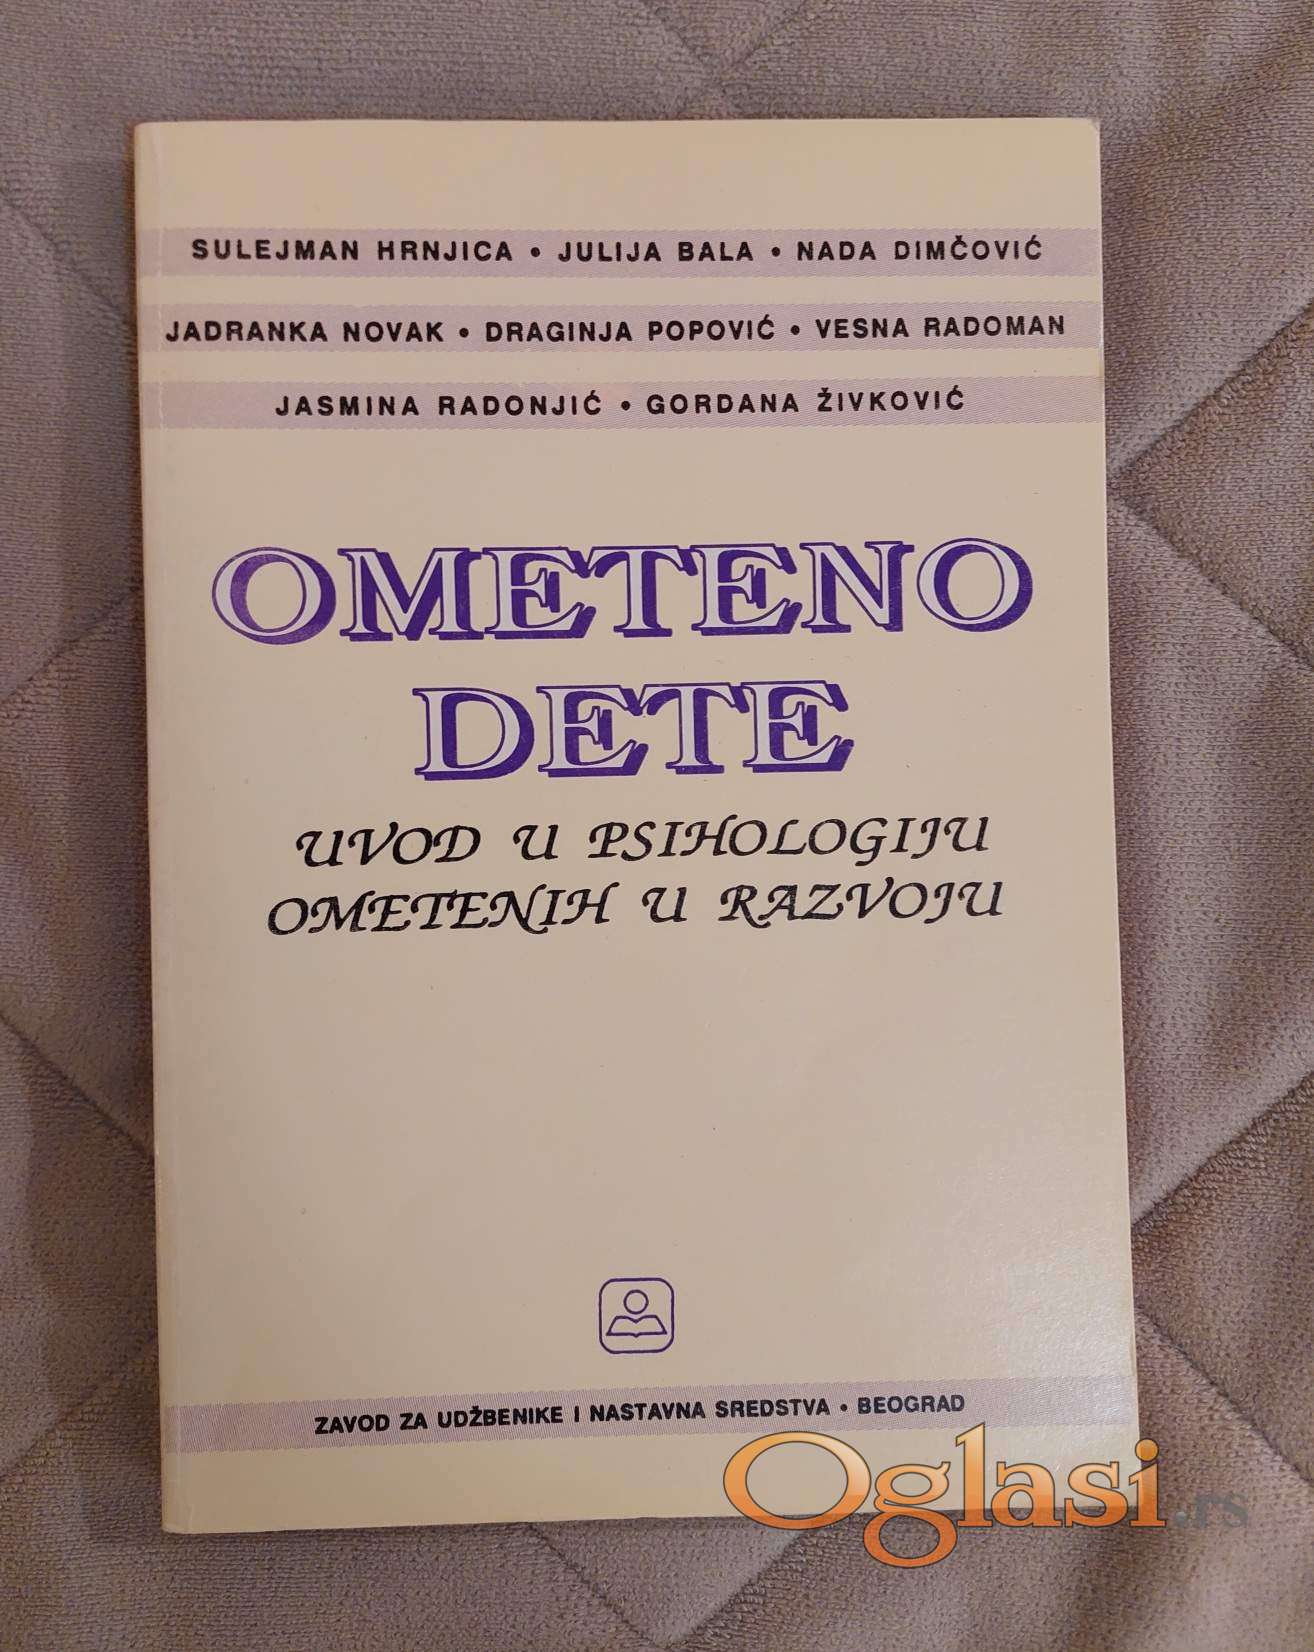 SULEJMAN HRNJICA • JULIJA BALA • NADA DIMČOVIĆ
JADRANKA NOVAK • DRAGINJA POPOVIĆ • VESNA RADOMAN
JASMINA RADONJIĆ • GORDANA ŽIVKOVIĆ
OMETENO
DETE
UVOD U PSIHOLOGIJU
OMETENIH U RAZVOJU
ZAVOD ZA UDŽBENIKE I NASTAVNA SREDSTVA • BEOGRAD
Oglasi.rs